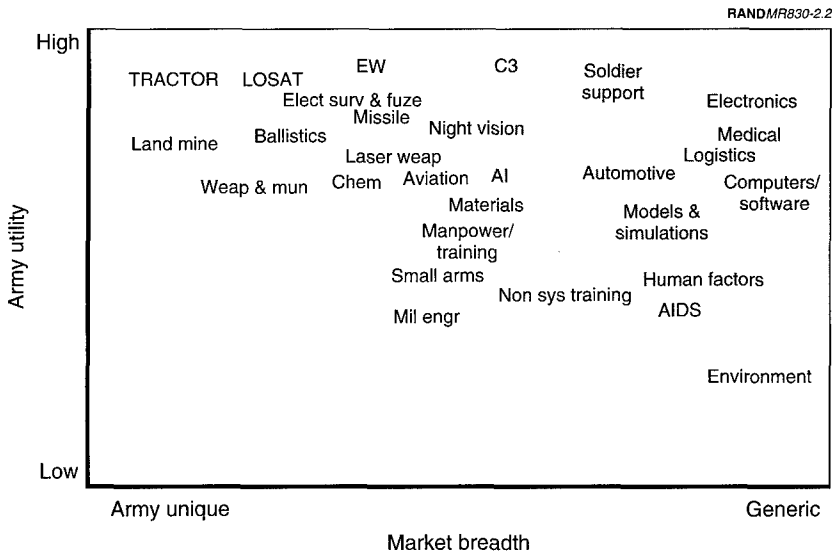 RANDMR830-2.2
High
EW
C3
Soldier
support
TRACTOR
LOSAT
Elect surv & fuze
Electronics
Missile
Night vision
Medical
Land mine
Ballistics
Laser weap
Logistics
Weap & mun
Chem
Aviation
AI
Automotive
Computers/
software
Materials
Models &
simulations
Manpower/
training
Small arms
Human factors
Non sys training
AIDS
Mil engr
Environment
Army utility
Low
Army unique
Generic
Market breadth